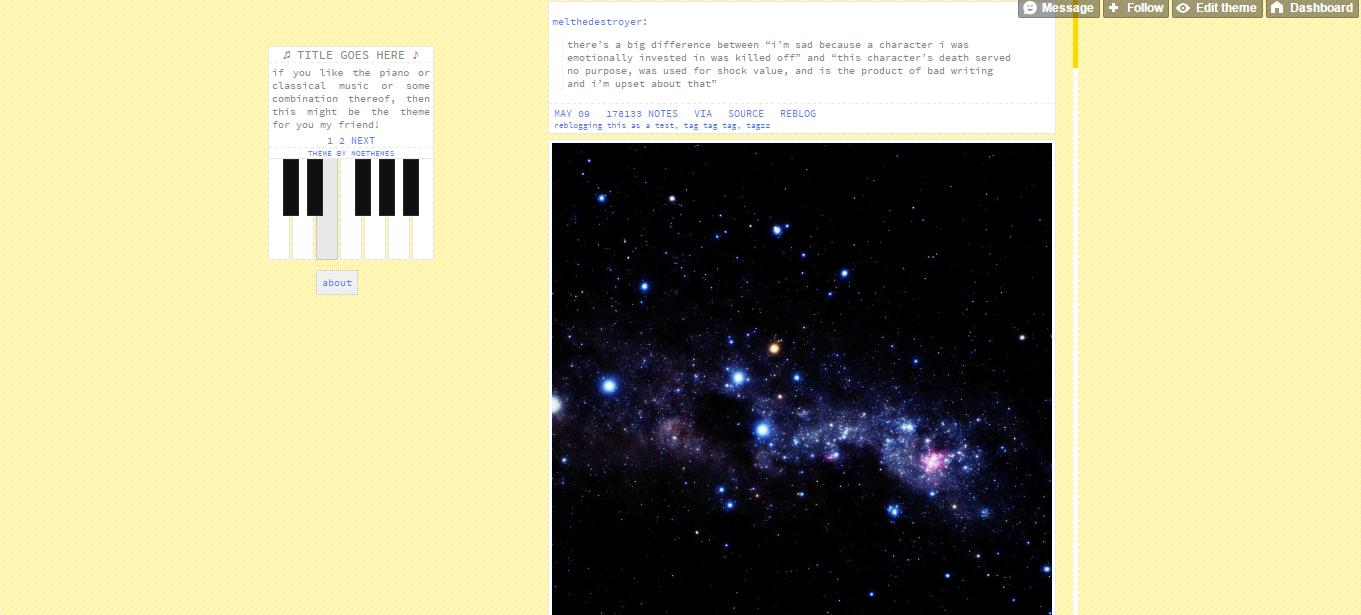 Message Follow Edit theme Dashboard
♫ TITLE GOES HERE ♪
if you like the piano or
classical music or some
combination thereof, then
this might be the theme
for you my friend!
1 2 NEXT
THEME BY MOETHEMES
about
melthedestroyer:
there’s a big difference between “i’m sad because a character i was
emotionally invested in was killed off” and “this character’s death served
no purpose, was used for shock value, and is the product of bad writing
and i’m upset about that”
MAY 09 178133 NOTES VIA SOURCE REBLOG
reblogging this as a test, tag tag tag, tagzz